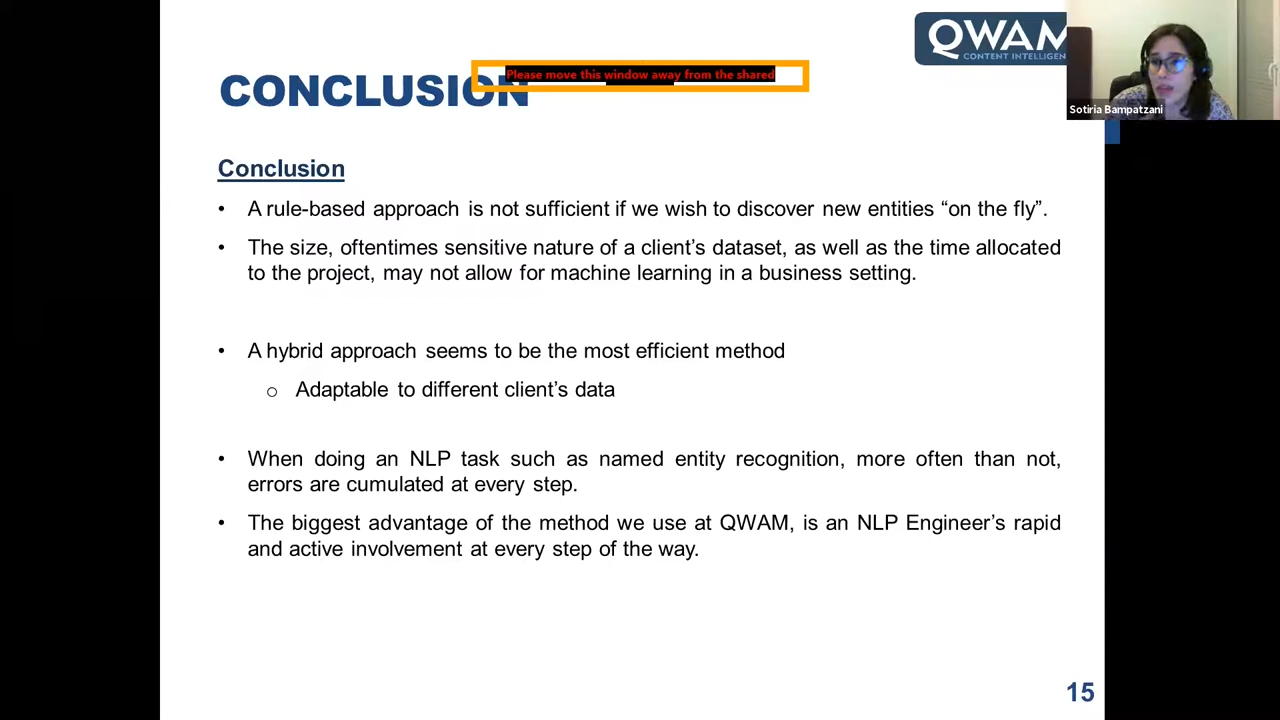 QWAM
CONTENT INTELLIGEN
Please move this window away from the shared
CONCLUSION
Sotiria Bampatzani
Conclusion
• A rule-based approach is not sufficient if we wish to discover new entities “on the fly”.
• The size, oftentimes sensitive nature of a client’s dataset, as well as the time allocated
to the project, may not allow for machine learning in a business setting.
• A hybrid approach seems to be the most efficient method
o Adaptable to different client’s data
• When doing an NLP task such as named entity recognition, more often than not,
errors are cumulated at every step.
• The biggest advantage of the method we use at QWAM, is an NLP Engineer’s rapid
and active involvement at every step of the way.
15